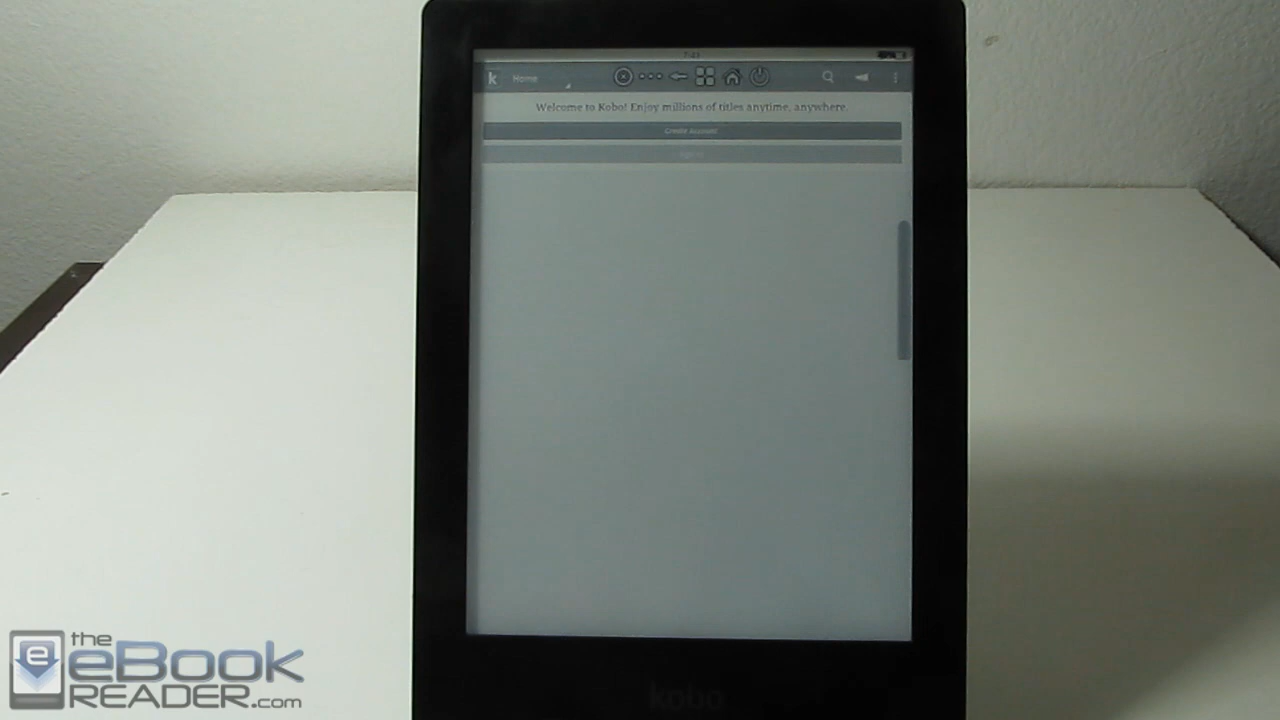 k Home
Welcome to Kobo! Enjoy millions of titles anytime, anywhere.
Create Account
kobo
the
eBook
READER.com